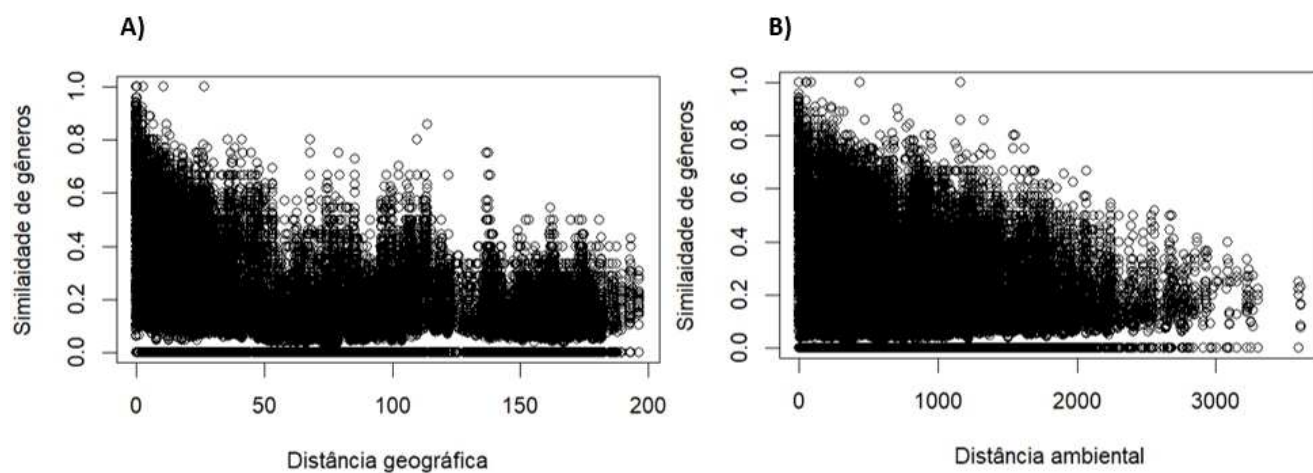 A)
Similaidade de gêneros
1.0
0.8
0.6
0.4
0.2
0.0
0 50 100 150 200
Distância geográfica
B)
Similaidade de gêneros
1.0
0.8
0.6
0.4
0.2
0.0
0 1000 2000 3000
Distância ambiental